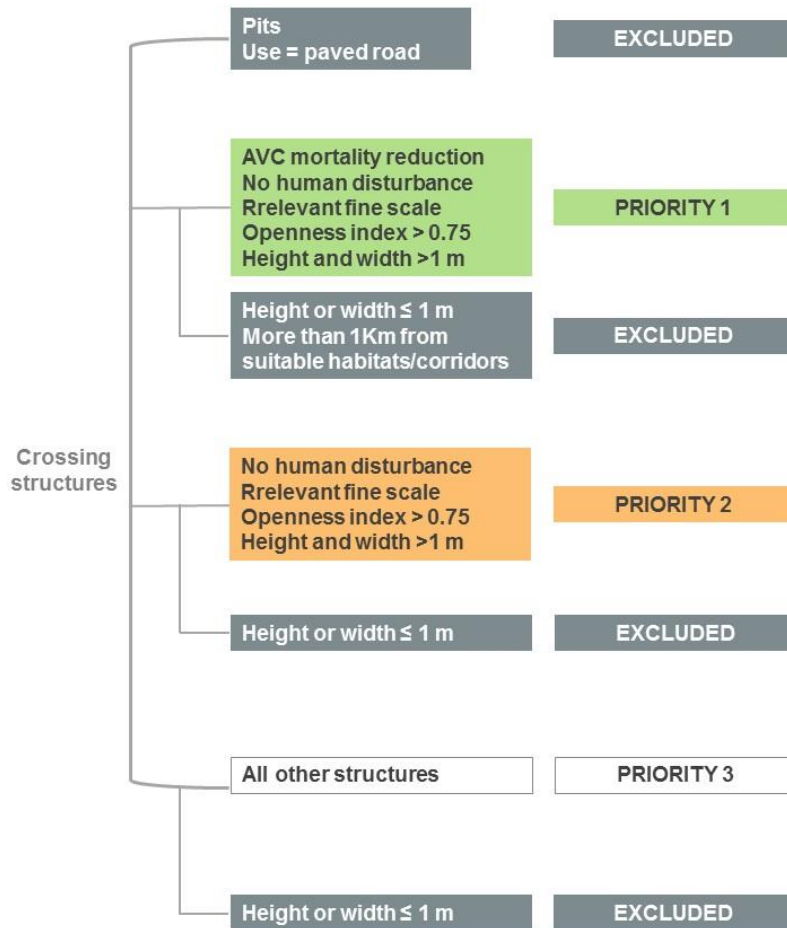 Pits
Use = paved road
EXCLUDED
AVC mortality reduction
No human disturbance
Rrelevant fine scale
Openness index > 0.75
Height and width >1 m
PRIORITY 1
Height or width ≤ 1 m
More than 1Km from
suitable habitats/corridors
EXCLUDED
Crossing
structures
No human disturbance
Rrelevant fine scale
Openness index > 0.75
Height and width >1 m
PRIORITY 2
Height or width ≤ 1 m
EXCLUDED
All other structures
PRIORITY 3
Height or width ≤ 1 m
EXCLUDED